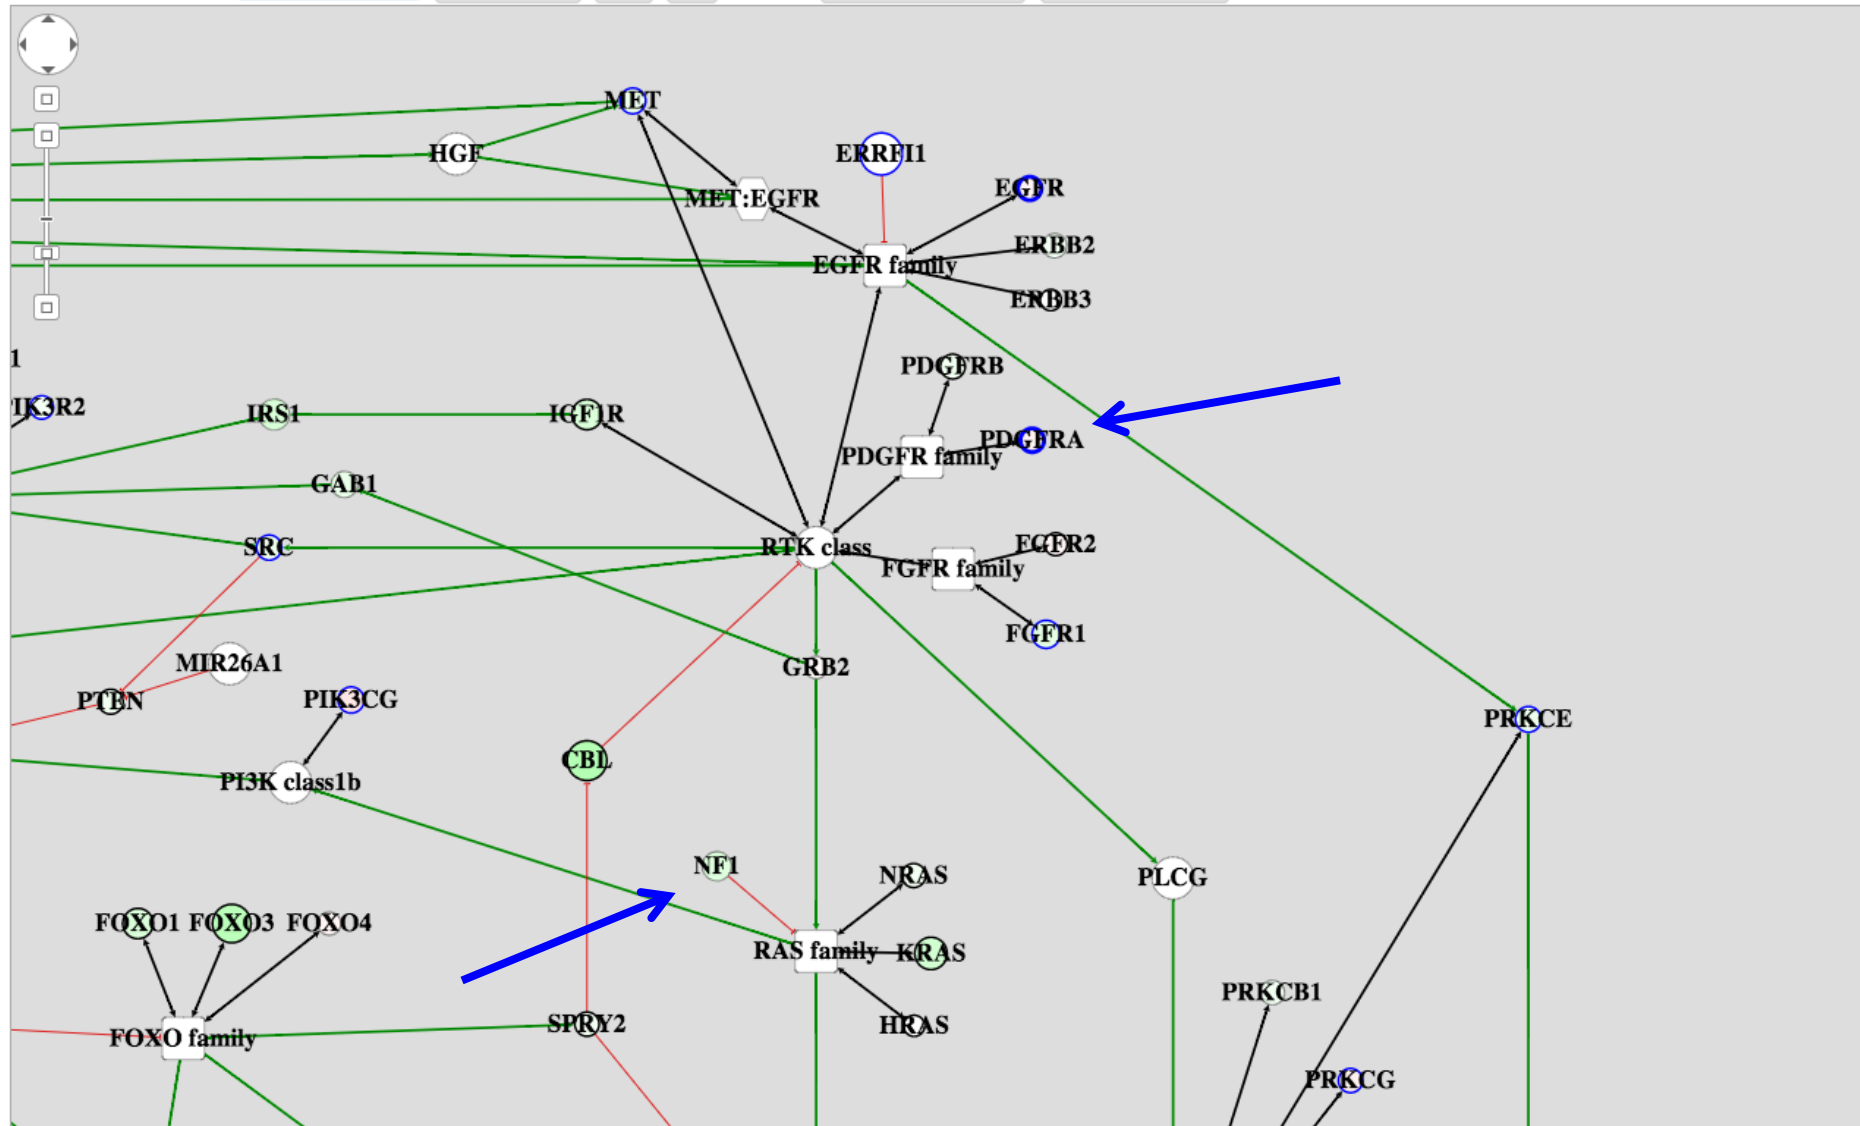 MET
HGF
ERRFI1
EGFR
MET:EGFR
ERBB2
EGFR family
ERBB3
1
PDGFRB
PIK3R2
IRS1
IGF1R
PDGFRA
PDGFR family
GAB1
SRC
RTK class
FGFR2
FGFR family
FGFR1
MIR26A1
GRB2
PTEN
PIK3CG
PRKCE
CBL
PI3K class1b
NF1
NRAS
PLCG
FOXO1
FOXO3
FOXO4
RAS family
KRAS
PRKCB1
SPRY2
HRAS
FOXO family
PRKCG